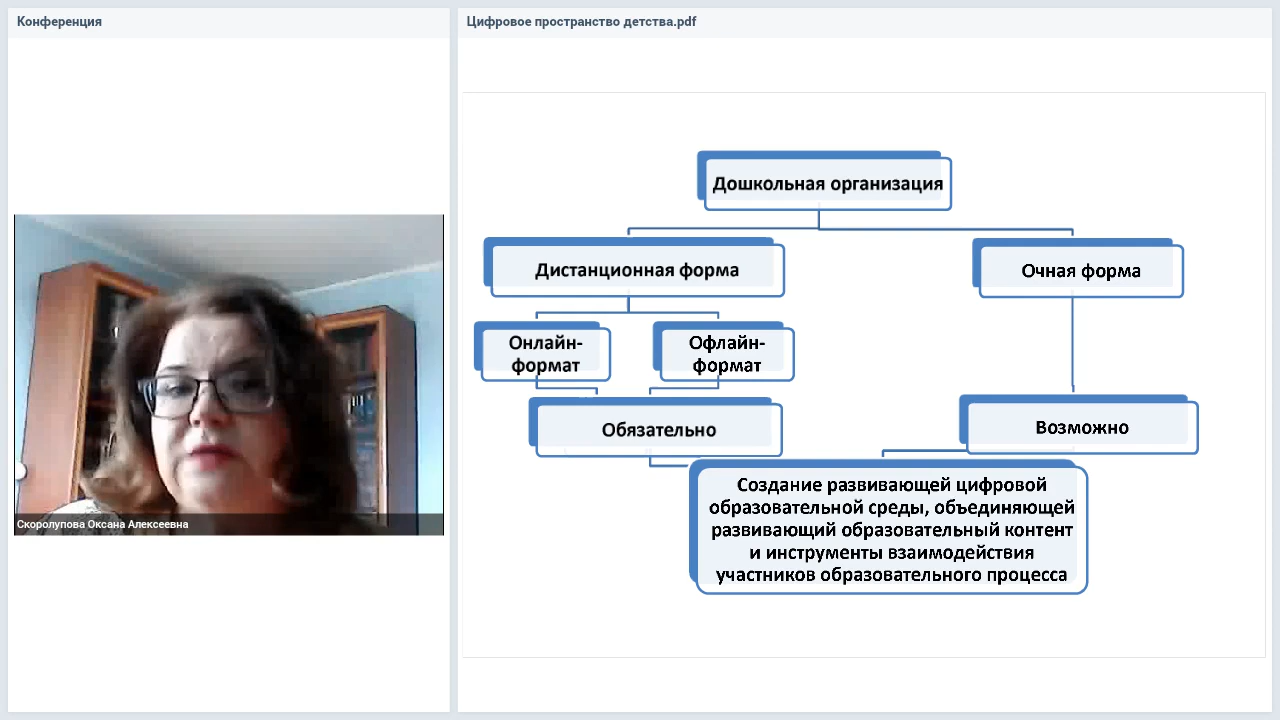 Конференция
Цифровое пространство детства.pdf
Дошкольная организация
Дистанционная форма
Очная форма
Онлайн-
формат
Офлайн-
формат
Обязательно
Возможно
Создание развивающей цифровой
образовательной среды, объединяющей
развивающий образовательный контент
и инструменты взаимодействия
участников образовательного процесса
Скоролупова Оксана Алексеевна